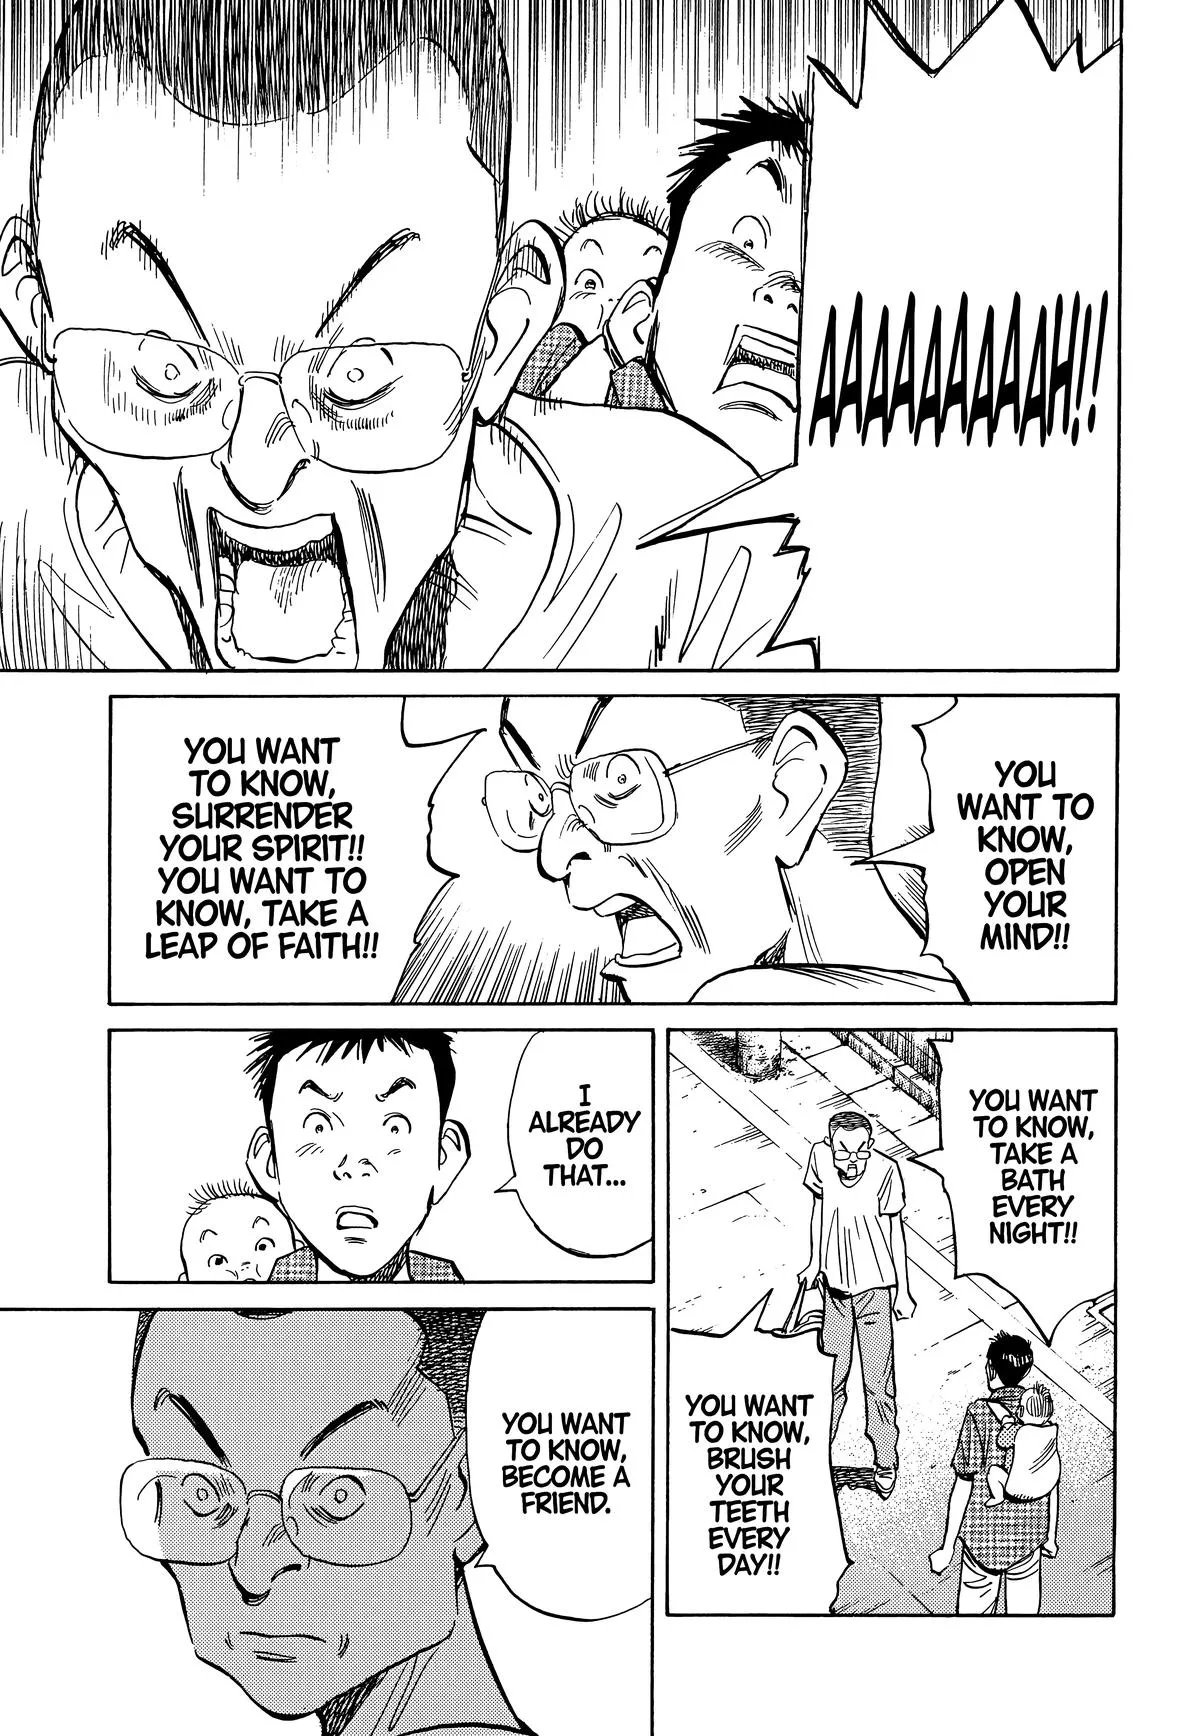 AAAAAAAAAH!!
YOU
WANT TO
KNOW,
OPEN
YOUR
MIND!!
YOU WANT
TO KNOW,
SURRENDER
YOUR SPIRIT!!
YOU WANT TO
KNOW, TAKE A
LEAP OF FAITH!!
YOU WANT
TO KNOW,
TAKE A
BATH
EVERY
NIGHT!!
YOU WANT
TO KNOW,
BRUSH
YOUR
TEETH
EVERY
DAY!!
I
ALREADY
DO
THAT...
YOU WANT
TO KNOW,
BECOME A
FRIEND.